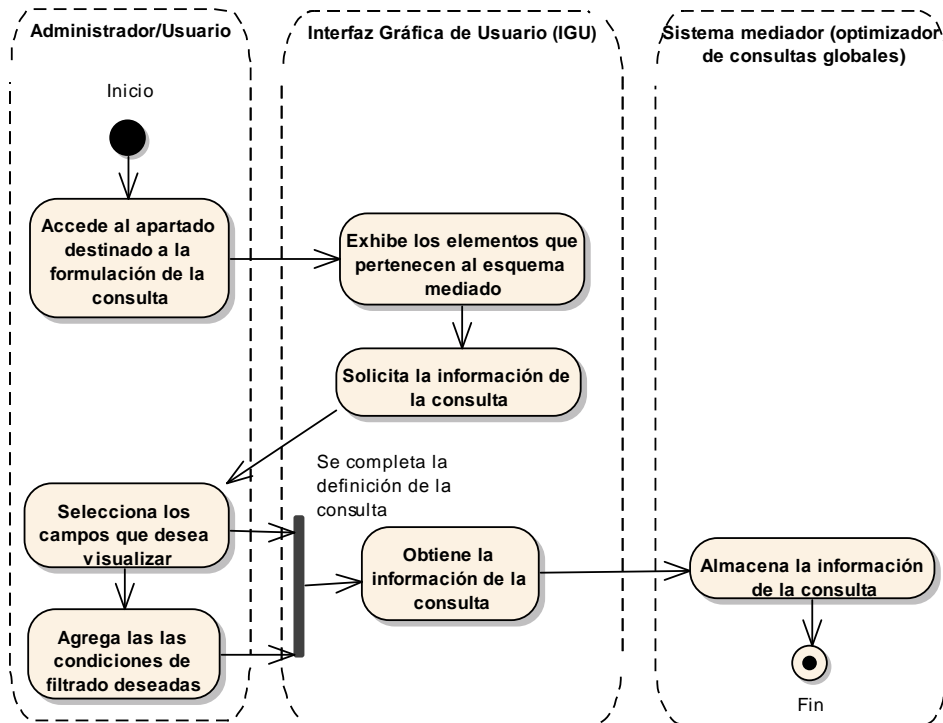 Administrador/Usuario
Interfaz Gráfica de Usuario (IGU)
Sistema mediador (optimizador
de consultas globales)
Inicio
Accede al apartado
destinado a la
formulación de la
consulta
Exhibe los elementos que
pertenecen al esquema
mediado
Solicita la información de
la consulta
Se completa la
definición de la
consulta
Selecciona los
campos que desea
visualizar
Obtiene la
información de la
consulta
Almacena la información
de la consulta
Agrega las las
condiciones de
filtrado deseadas
Fin